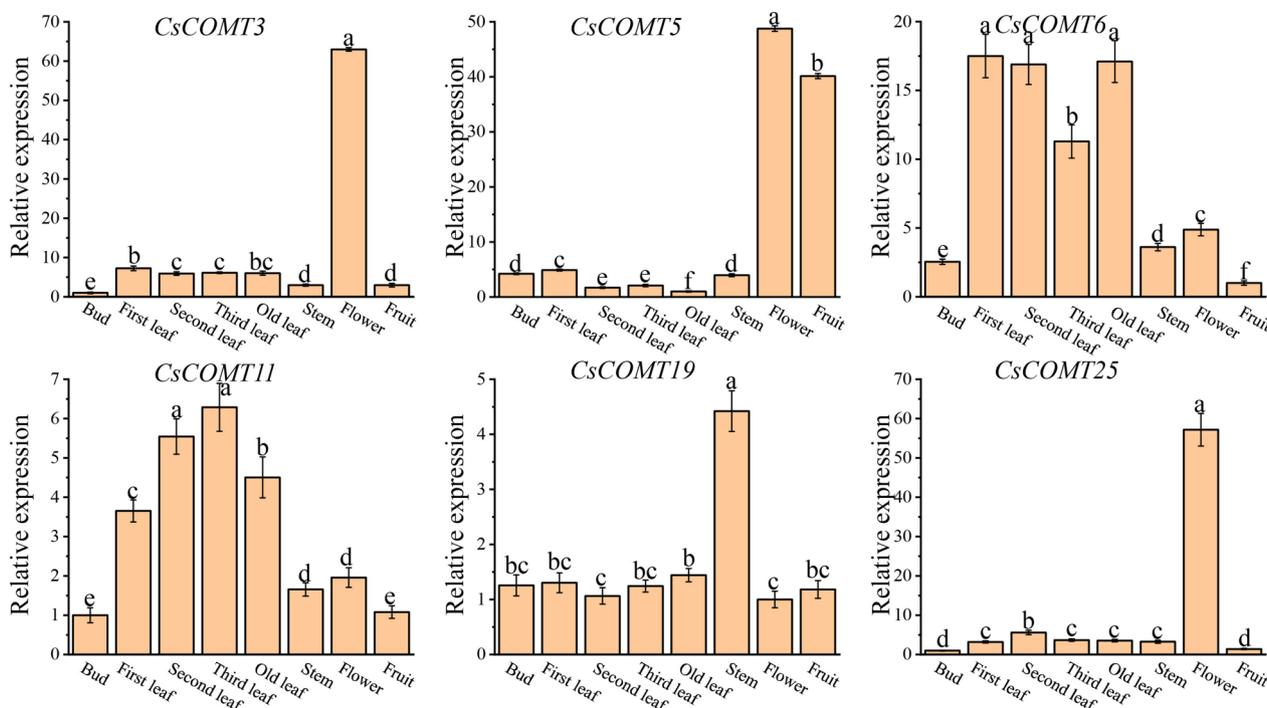 CsCOMT3
Relative expression
70
60
50
40
30
20
10
0
e
b
c
c
bc
d
a
d
Bud
First leaf
Second leaf
Third leaf
Old leaf
Stem
Flower
Fruit
CsCOMT5
Relative expression
50
40
30
20
10
0
d
c
e
e
f
d
a
b
Bud
First leaf
Second leaf
Third leaf
Old leaf
Stem
Flower
Fruit
CsCOMT6
Relative expression
20
15
10
5
0
e
a
a
b
a
d
c
f
Bud
First leaf
Second leaf
Third leaf
Old leaf
Stem
Flower
Fruit
CsCOMT11
Relative expression
7
6
5
4
3
2
1
0
e
c
a
a
b
d
d
e
Bud
First leaf
Second leaf
Third leaf
Old leaf
Stem
Flower
Fruit
CsCOMT19
Relative expression
5
4
3
2
1
0
bc
bc
c
bc
b
a
c
bc
Bud
First leaf
Second leaf
Third leaf
Old leaf
Stem
Flower
Fruit
CsCOMT25
Relative expression
70
60
50
40
30
20
10
0
d
c
b
c
c
c
a
d
Bud
First leaf
Second leaf
Third leaf
Old leaf
Stem
Flower
Fruit